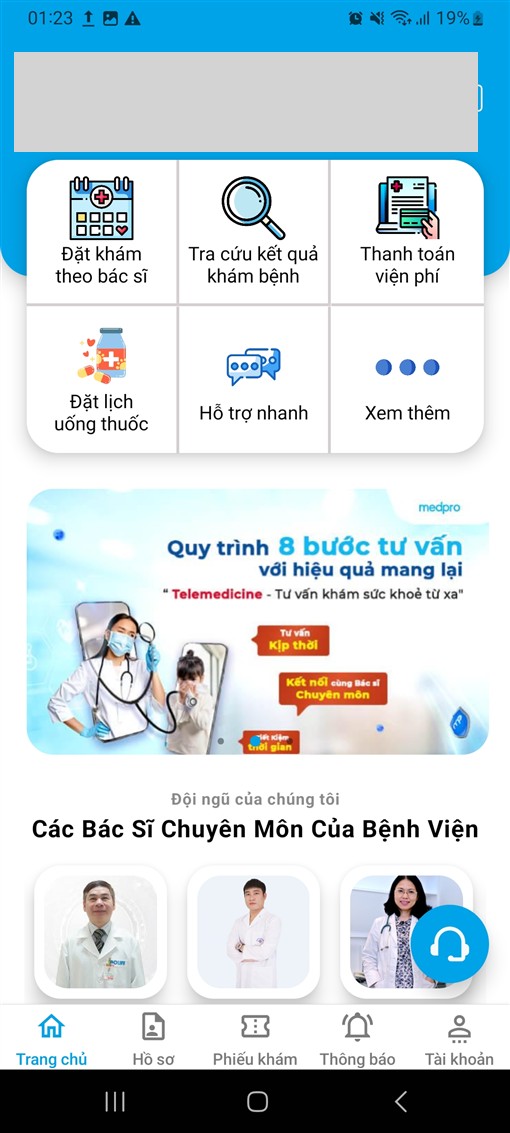 01:23
19%
Đặt khám
theo bác sĩ
Tra cứu kết quả
khám bệnh
Thanh toán
viện phí
Đặt lịch
uống thuốc
Hỗ trợ nhanh
Xem thêm
medpro
Quy trình 8 bước tư vấn
với hiệu quả mang lại
" Telemedicine - Tư vấn khám sức khoẻ từ xa"
Tư vấn
Kịp thời
Kết nối cùng Bác sĩ
Chuyên môn
Tiết Kiệm
thời gian
Đội ngũ của chúng tôi
Các Bác Sĩ Chuyên Môn Của Bệnh Viện
Trang chủ
Hồ sơ
Phiếu khám
Thông báo
Tài khoản